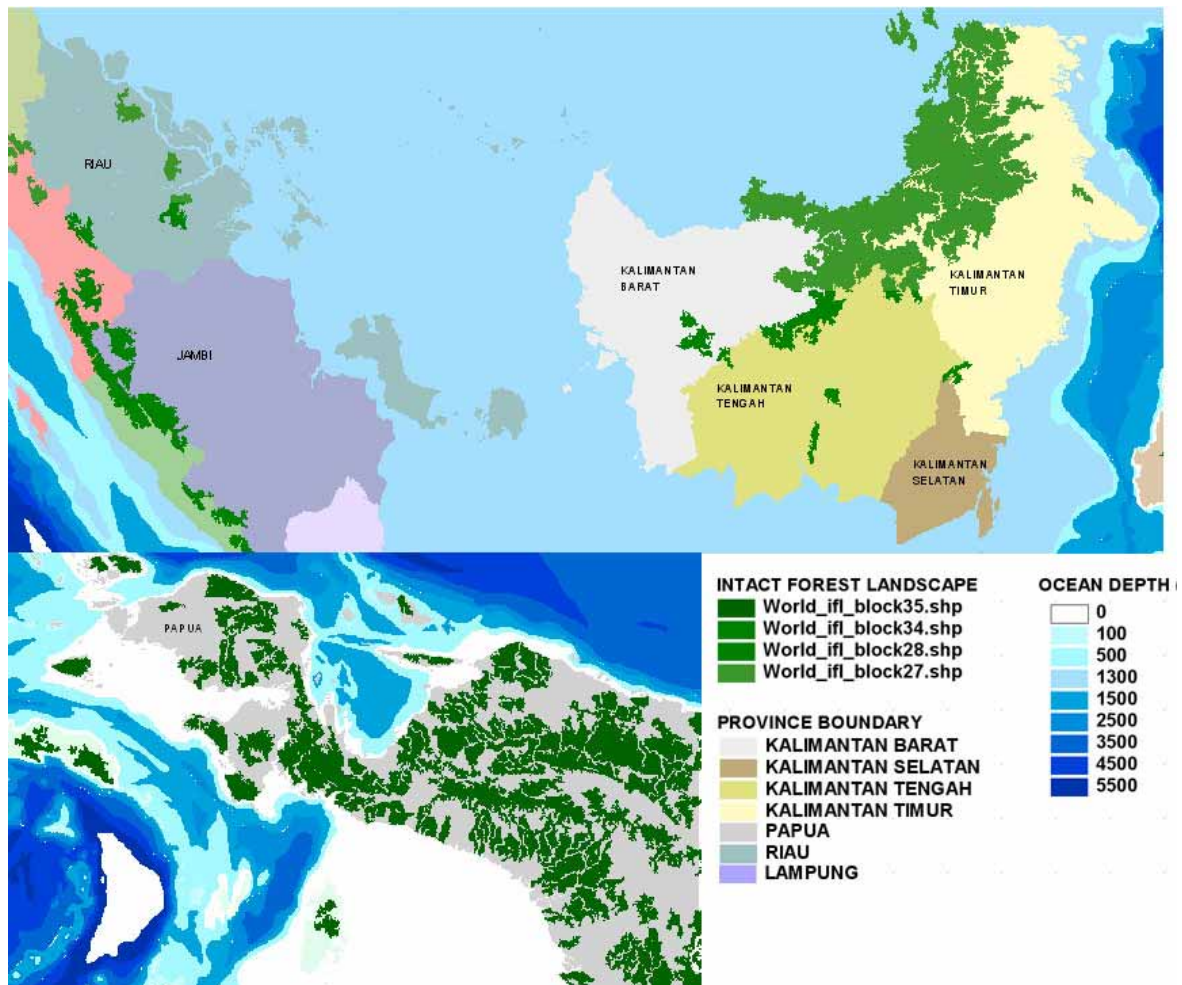 RIAU
JAMBI
KALIMANTAN
BARAT
KALIMANTAN
TIMUR
KALIMANTAN
TENGAH
KALIMANTAN
SELATAN
PAPUA
INTACT FOREST LANDSCAPE
World_ifl_block35.shp
World_ifl_block34.shp
World_ifl_block28.shp
World_ifl_block27.shp
PROVINCE BOUNDARY
KALIMANTAN BARAT
KALIMANTAN SELATAN
KALIMANTAN TENGAH
KALIMANTAN TIMUR
PAPUA
RIAU
LAMPUNG
OCEAN DEPTH (
0
100
500
1300
1500
2500
3500
4500
5500